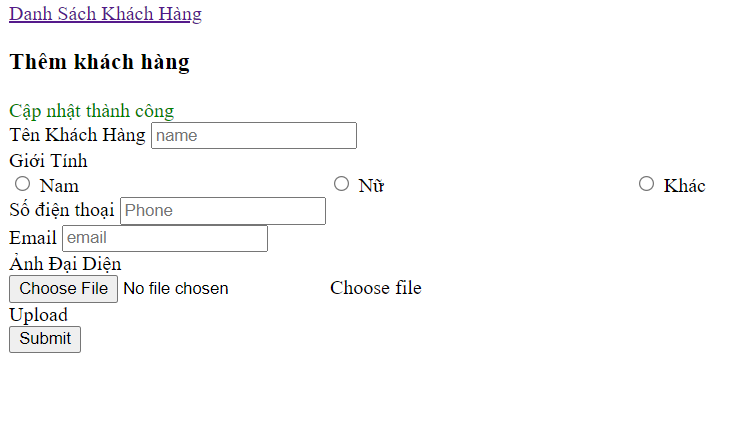 Danh Sách Khách Hàng
Thêm khách hàng
Cập nhật thành công
Tên Khách Hàng name
Giới Tính
Nam Nữ Khác
Số điện thoại Phone
Email email
Ảnh Đại Diện
Choose File No file chosen Choose file
Upload
Submit